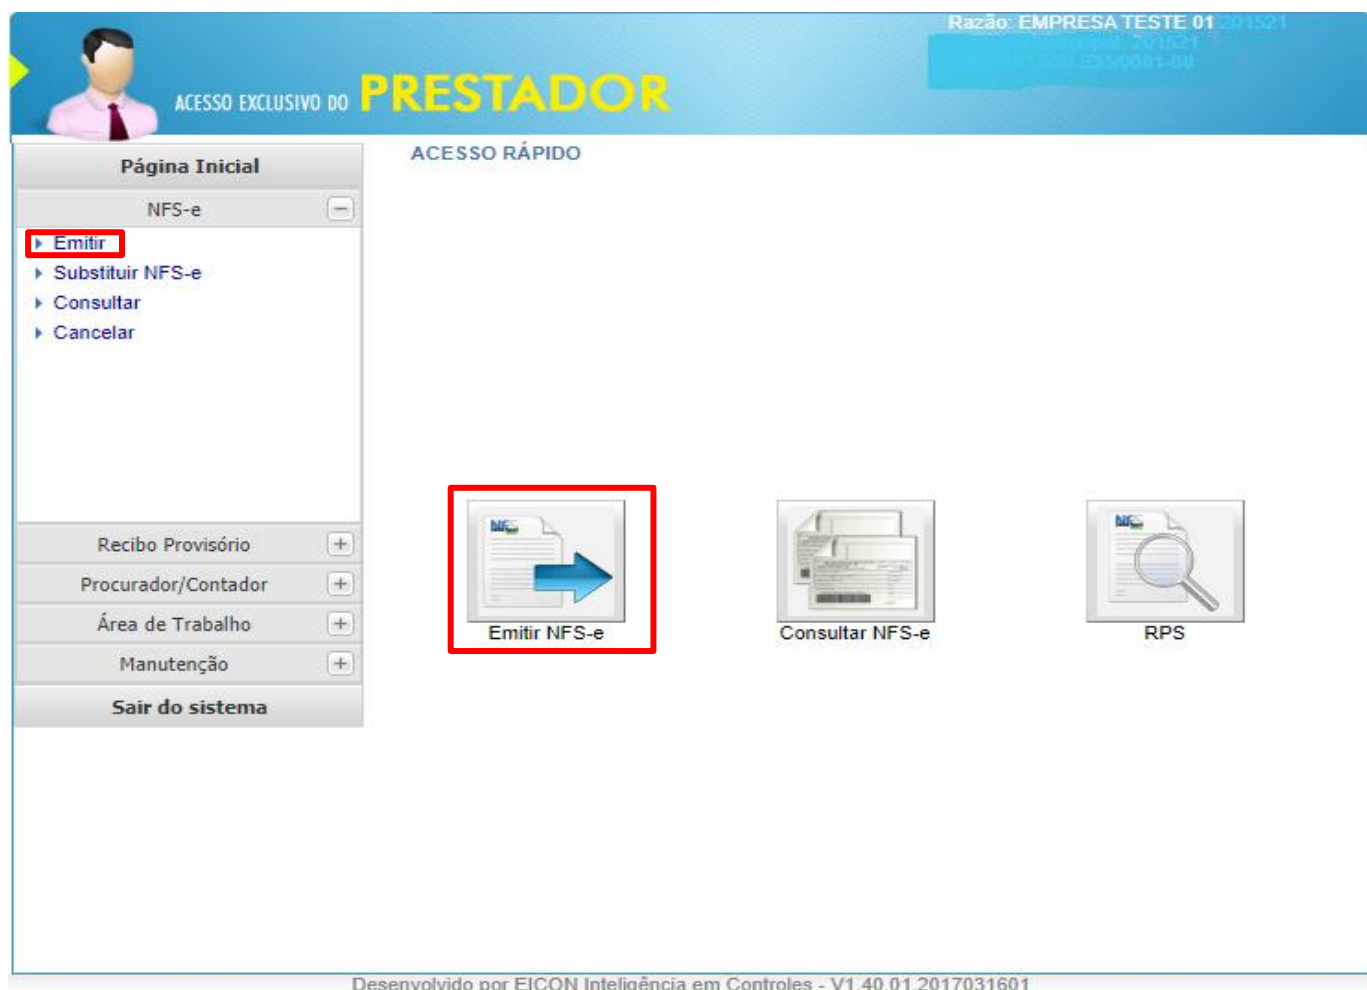 Razão: EMPRESA TESTE 01 201521
ACESSO EXCLUSIVO DO PRESTADOR
Página Inicial
ACESSO RÁPIDO
NFS-e
Emitir
Substituir NFS-e
Consultar
Cancelar
Recibo Provisório
Procurador/Contador
Área de Trabalho
Manutenção
Sair do sistema
Emitir NFS-e
Consultar NFS-e
RPS
Desenvolvido por EICON Inteligência em Controles - V1.40.01.2017031601